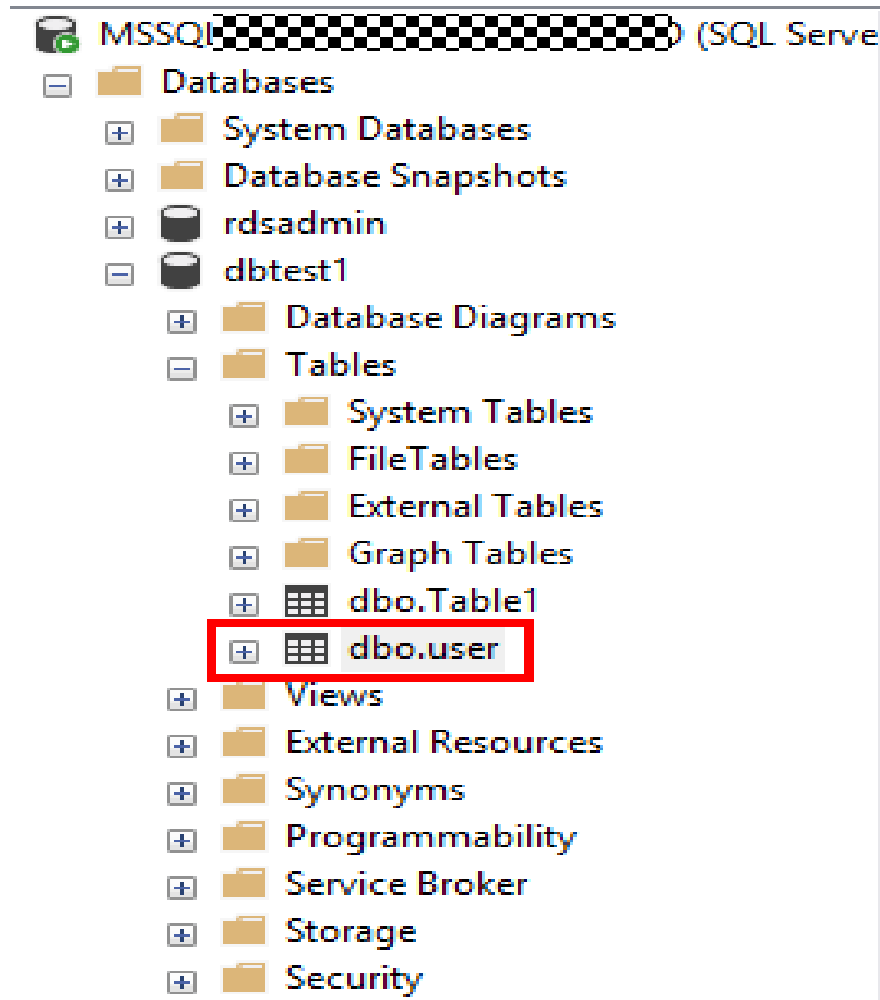 MSSQL (SQL Serve
Databases
System Databases
Database Snapshots
rdsadmin
dbtest1
Database Diagrams
Tables
System Tables
FileTables
External Tables
Graph Tables
dbo.Table1
dbo.user
Views
External Resources
Synonyms
Programmability
Service Broker
Storage
Security